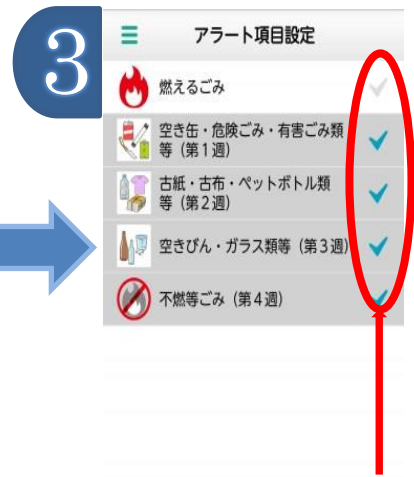 3
アラート項目設定
燃えるごみ
空き缶・危険ごみ・有害ごみ類
等（第1週）
古紙・古布・ペットボトル類
等（第2週）
空きびん・ガラス類等（第3週）
不燃等ごみ（第4週）